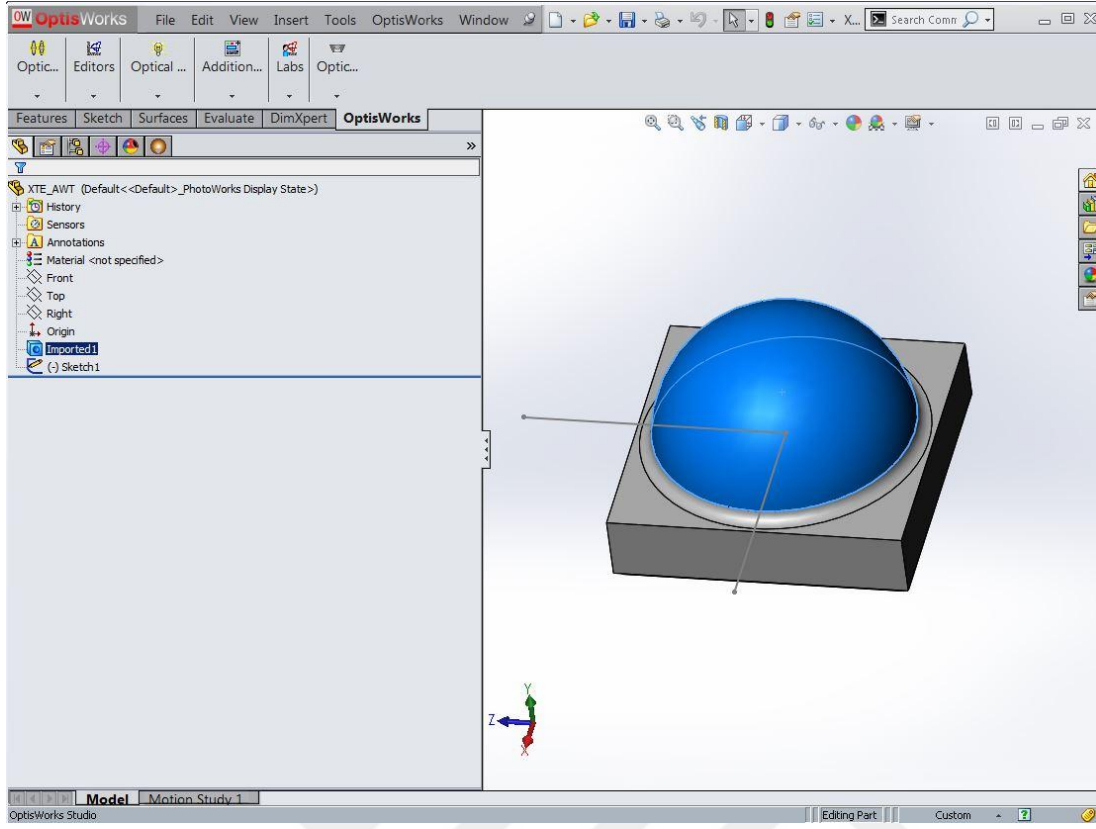 OW OptisWorks File Edit View Insert Tools OptisWorks Window X... Search Comm
Optic... Editors Optical ... Addition... Labs Optic...
Features Sketch Surfaces Evaluate DimXpert OptisWorks
XTE_AWT (Default<<Default>_PhotoWorks Display State>)
History
Sensors
A Annotations
Material <not specified>
Front
Top
Right
Origin
Imported1
(-) Sketch1
Y
Z
X
Model Motion Study 1
OptisWorks Studio Editing Part Custom ?